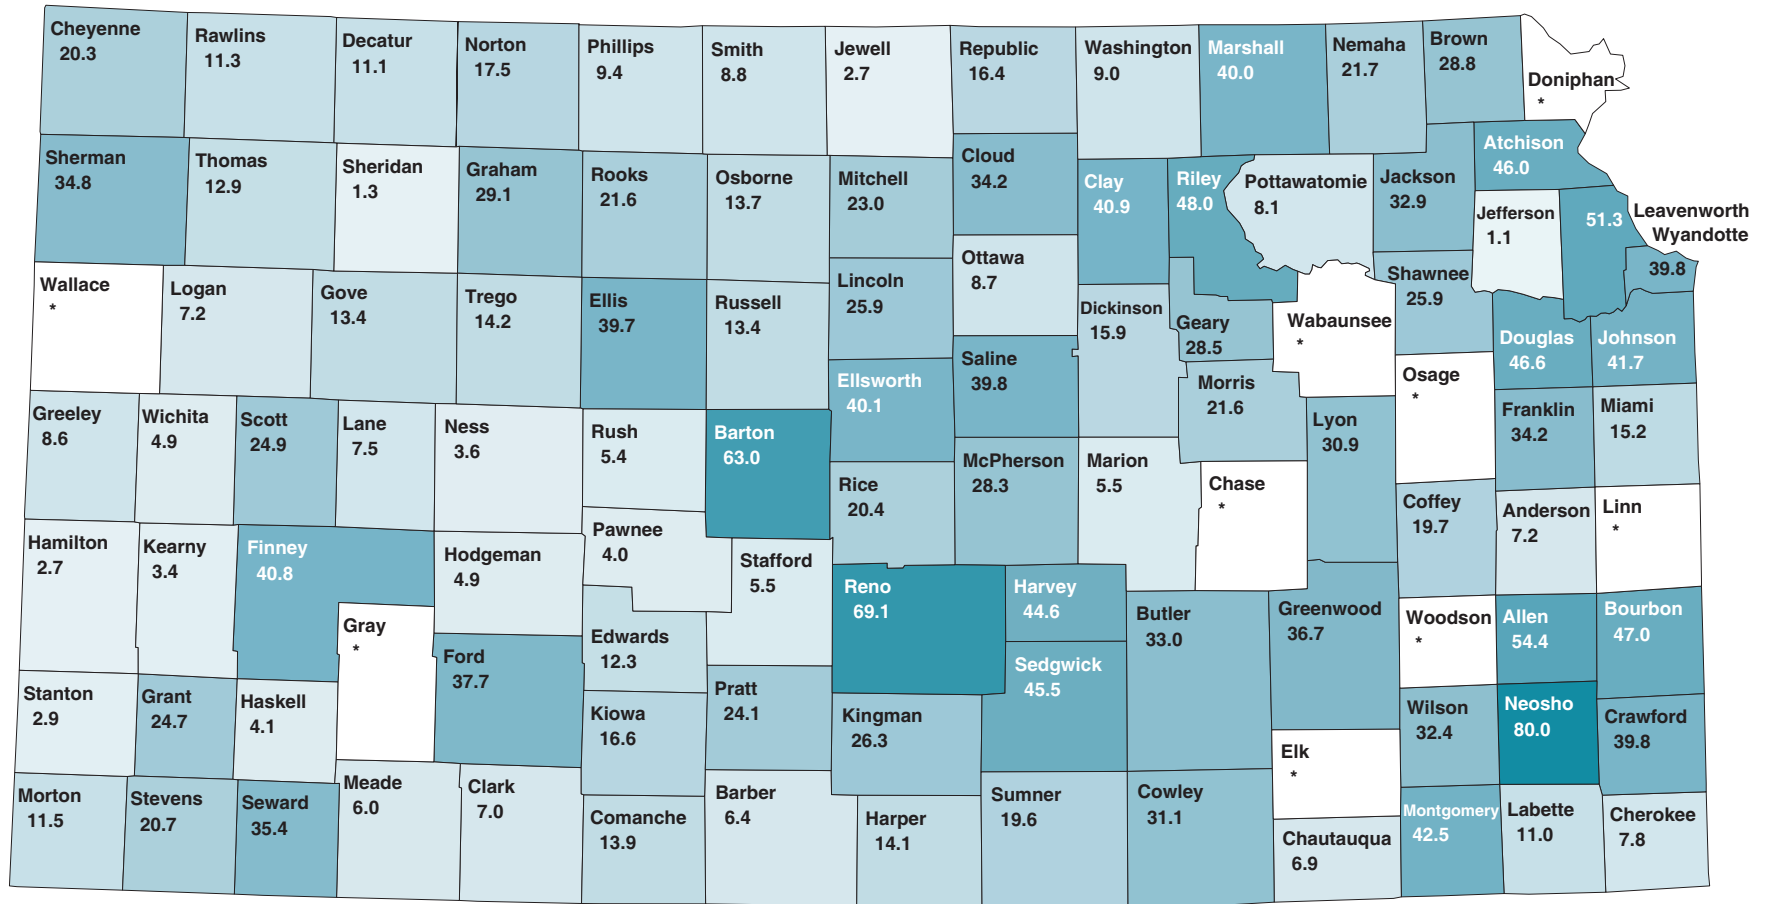 Cheyenne
20.3
Rawlins
11.3
Decatur
11.1
Norton
17.5
Phillips
9.4
Smith
8.8
Jewell
2.7
Republic
16.4
Washington
9.0
Marshall
40.0
Nemaha
21.7
Brown
28.8
Doniphan
*
Sherman
34.8
Thomas
12.9
Sheridan
1.3
Graham
29.1
Rooks
21.6
Osborne
13.7
Mitchell
23.0
Cloud
34.2
Clay
40.9
Riley
48.0
Pottawatomie
8.1
Jackson
32.9
Atchison
46.0
Jefferson
1.1
51.3
Leavenworth
Wyandotte
39.8
Wallace
*
Logan
7.2
Gove
13.4
Trego
14.2
Ellis
39.7
Russell
13.4
Lincoln
25.9
Ottawa
8.7
Saline
39.8
Dickinson
15.9
Geary
28.5
Wabaunsee
*
Shawnee
25.9
Douglas
46.6
Johnson
41.7
Greeley
8.6
Wichita
4.9
Scott
24.9
Lane
7.5
Ness
3.6
Rush
5.4
Barton
63.0
Ellsworth
40.1
Rice
20.4
McPherson
28.3
Marion
5.5
Morris
21.6
Chase
*
Lyon
30.9
Osage
*
Franklin
34.2
Miami
15.2
Coffey
19.7
Anderson
7.2
Linn
*
Hamilton
2.7
Kearny
3.4
Finney
40.8
Hodgeman
4.9
Pawnee
4.0
Stafford
5.5
Gray
*
Ford
37.7
Edwards
12.3
Reno
69.1
Harvey
44.6
Sedgwick
45.5
Butler
33.0
Greenwood
36.7
Woodson
*
Allen
54.4
Bourbon
47.0
Stanton
2.9
Grant
24.7
Haskell
4.1
Kiowa
16.6
Pratt
24.1
Kingman
26.3
Elk
*
Wilson
32.4
Neosho
80.0
Crawford
39.8
Morton
11.5
Stevens
20.7
Seward
35.4
Meade
6.0
Clark
7.0
Comanche
13.9
Barber
6.4
Harper
14.1
Sumner
19.6
Cowley
31.1
Chautauqua
6.9
Montgomery
42.5
Labette
11.0
Cherokee
7.8